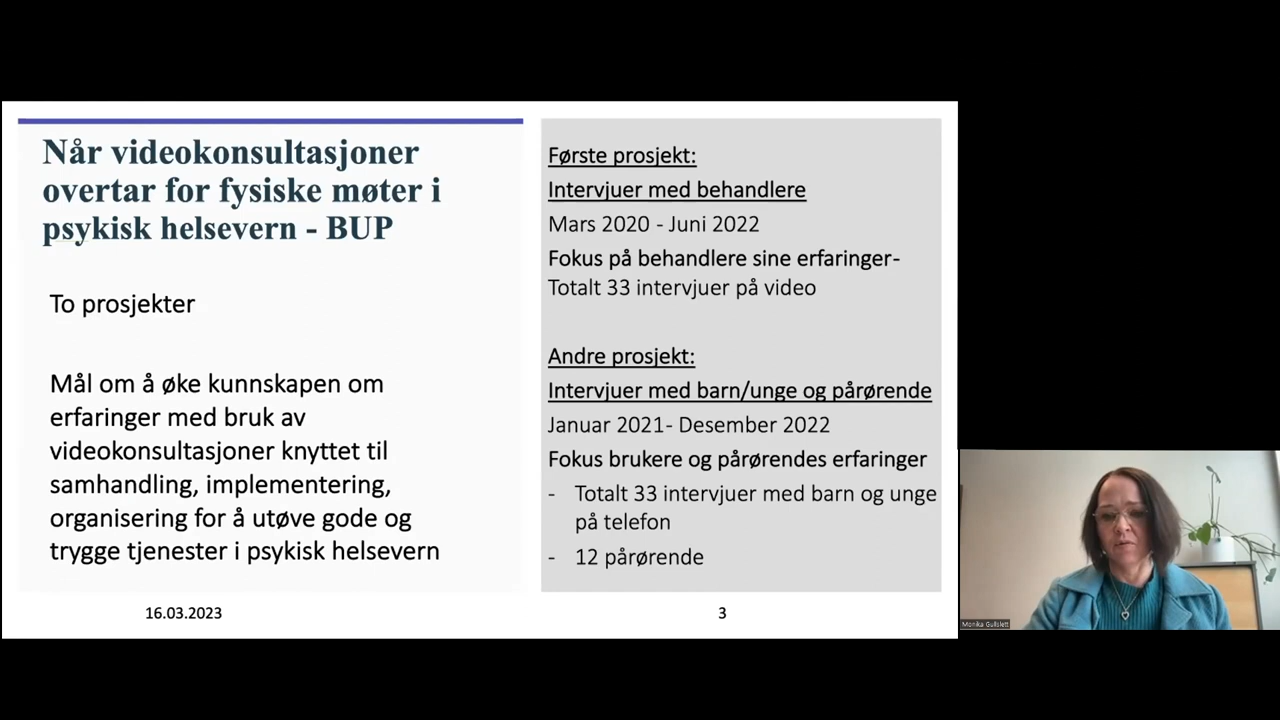 Når videokonsultasjoner
overtar for fysiske møter i
psykisk helsevern - BUP
To prosjekter
Mål om å øke kunnskapen om
erfaringer med bruk av
videokonsultasjoner knyttet til
samhandling, implementering,
organisering for å utøve gode og
trygge tjenester i psykisk helsevern
Første prosjekt:
Intervjuer med behandlere
Mars 2020 - Juni 2022
Fokus på behandlere sine erfaringer-
Totalt 33 intervjuer på video
Andre prosjekt:
Intervjuer med barn/unge og pårørende
Januar 2021- Desember 2022
Fokus brukere og pårørendes erfaringer
- Totalt 33 intervjuer med barn og unge
på telefon
- 12 pårørende
16.03.2023
3
Monika Gullslett